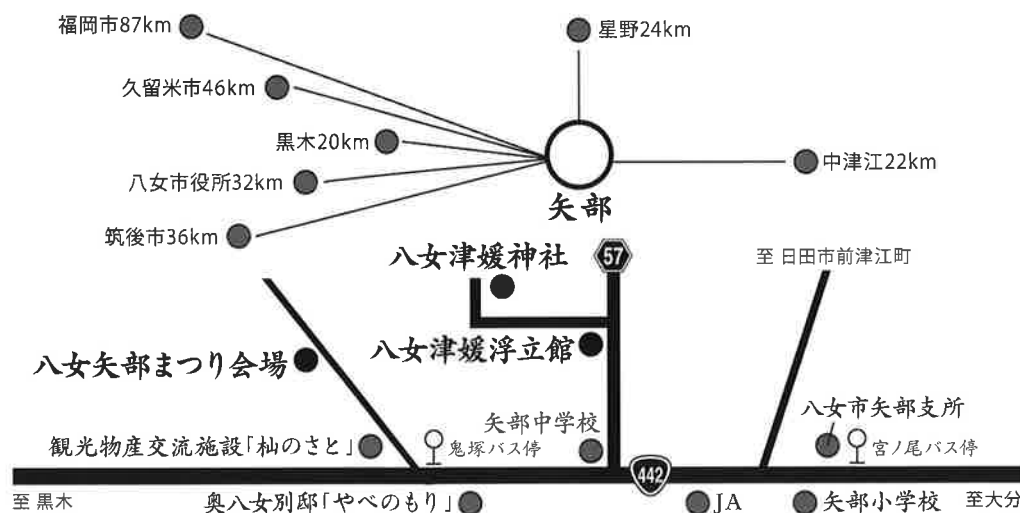 福岡市87km
星野24km
久留米市46km
黒木20km
中津江22km
八女市役所32km
矢部
筑後市36km
八女津媛神社
57
至 日田市前津江町
八女津媛浮立館
八女矢部まつり会場
八女市矢部支所
矢部中学校
観光物産交流施設「杣のさと」
鬼塚バス停
宮ノ尾バス停
442
至 黒木
奥八女別邸「やべのもり」
JA
矢部小学校
至大分